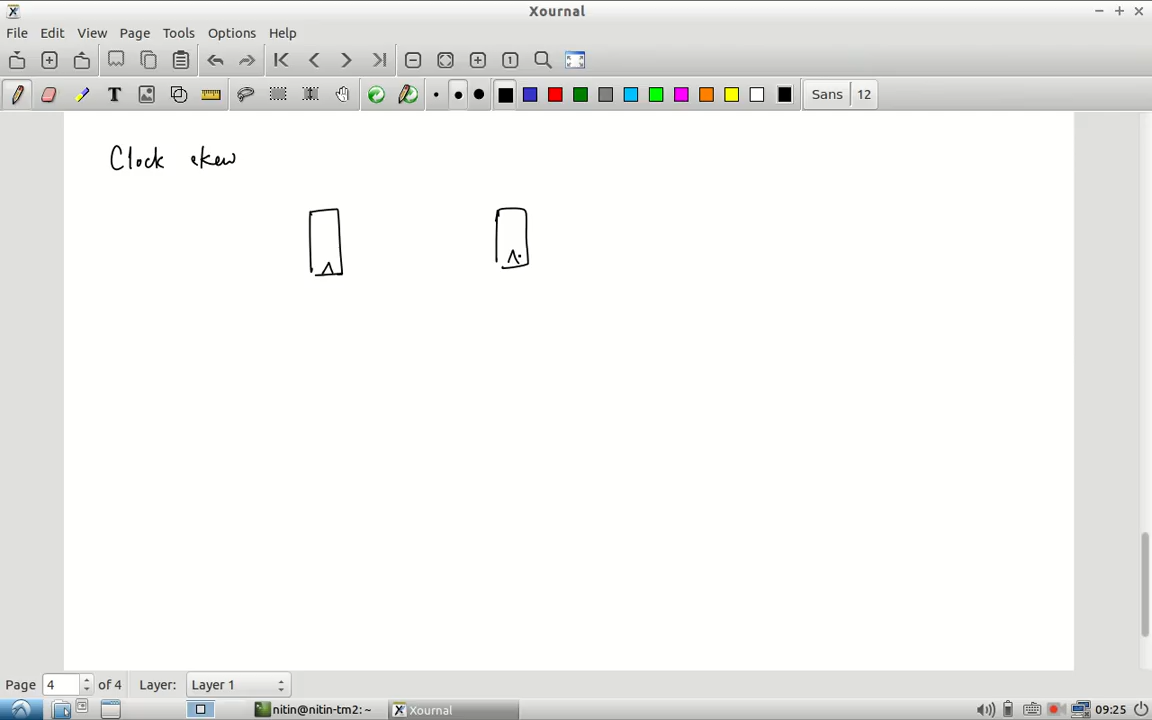 Xournal
File Edit View Page Tools Options Help
Sans 12
Clock skew
Page 4 of 4 Layer: Layer 1
nitin@nitin-tm2: ~ Xournal 09:25